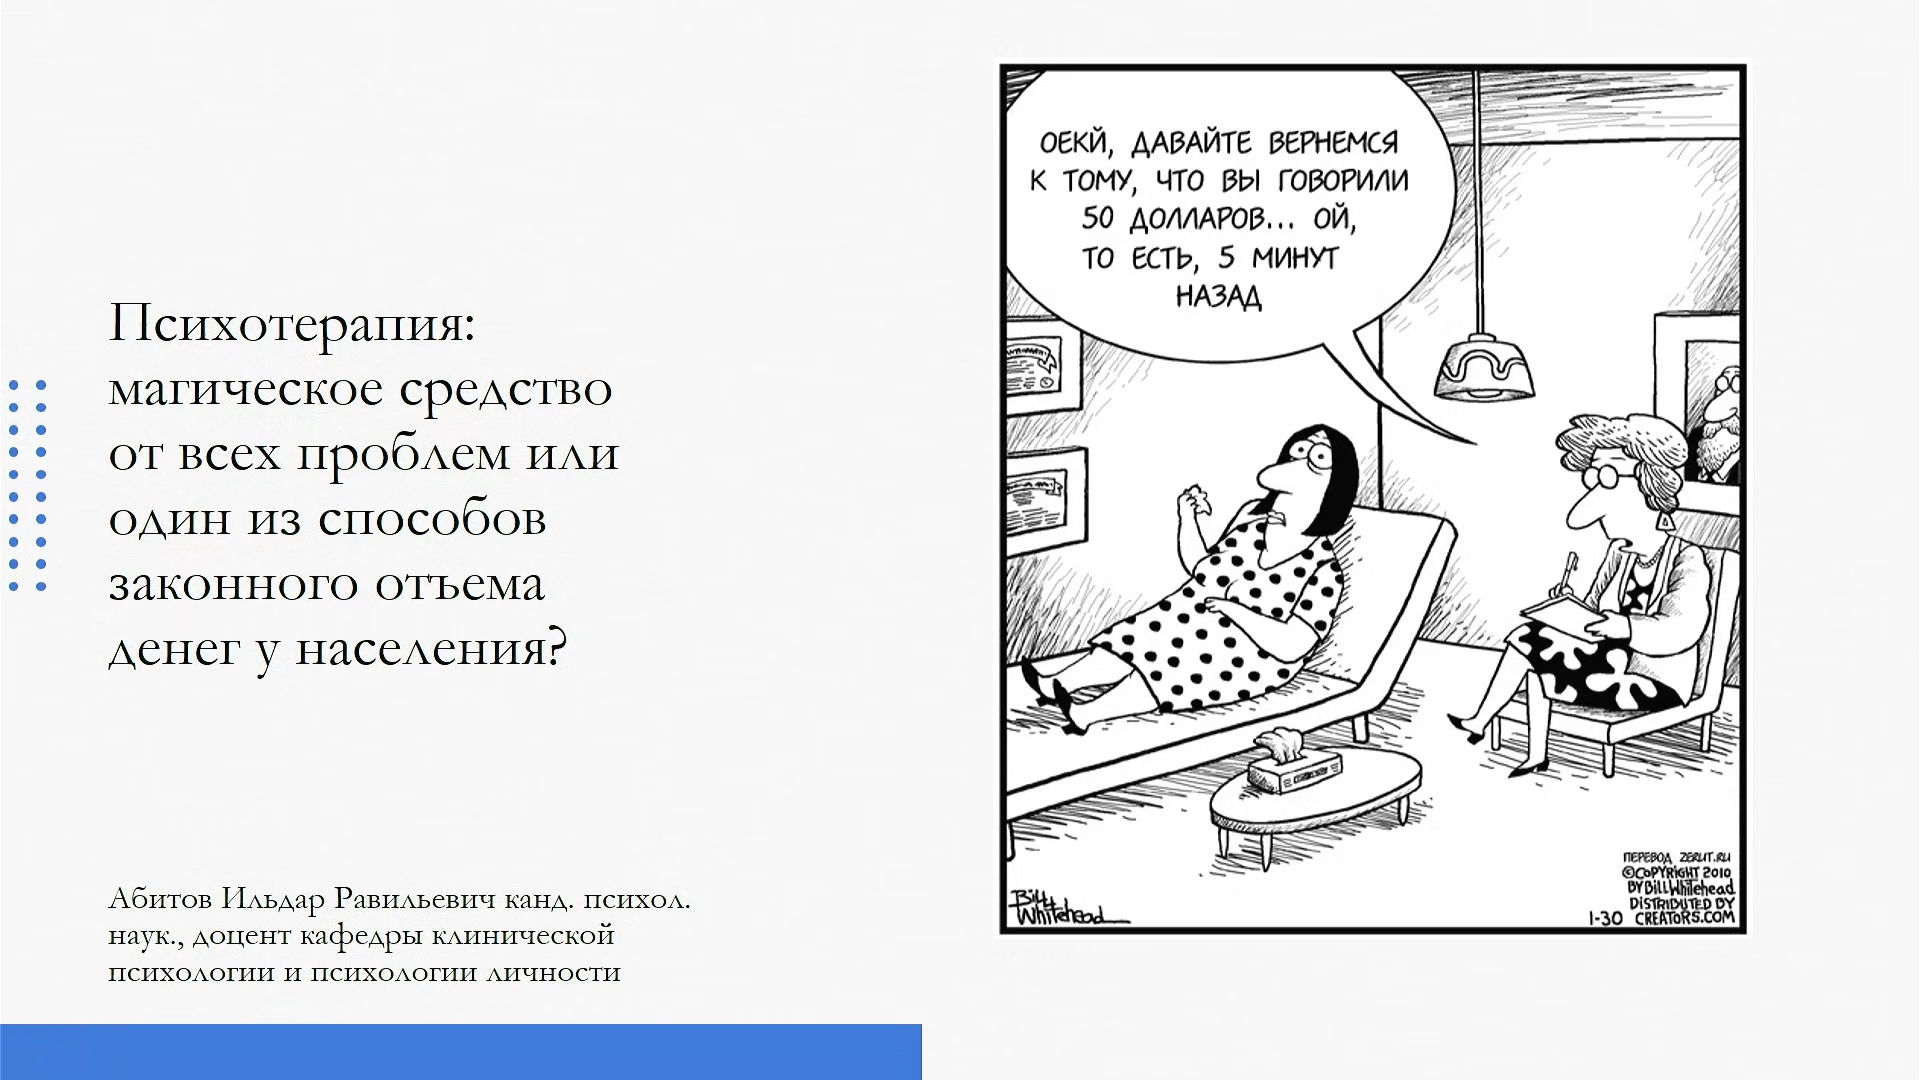 Психотерапия:
магическое средство
от всех проблем или
один из способов
законного отъема
денег у населения?
Абитов Ильдар Равильевич канд. психол.
наук., доцент кафедры клинической
психологии и психологии личности
ОЕКЙ, ДАВАЙТЕ ВЕРНЕМСЯ
К ТОМУ, ЧТО ВЫ ГОВОРИЛИ
50 ДОЛЛАРОВ... ОЙ,
ТО ЕСТЬ, 5 МИНУТ
НАЗАД
Bill
Whitehead
ПЕРЕВОД ZERLIT.RU
©COPYRIGHT 2010
BY Bill Whitehead
DISTRIBUTED BY
1-30 CREATORS.COM